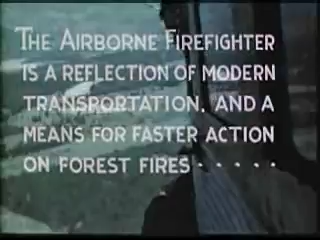 THE AIRBORNE FIREFIGHTER
IS A REFLECTION OF MODERN
TRANSPORTATION, AND A
MEANS FOR FASTER ACTION
ON FOREST FIRES · · · · ·